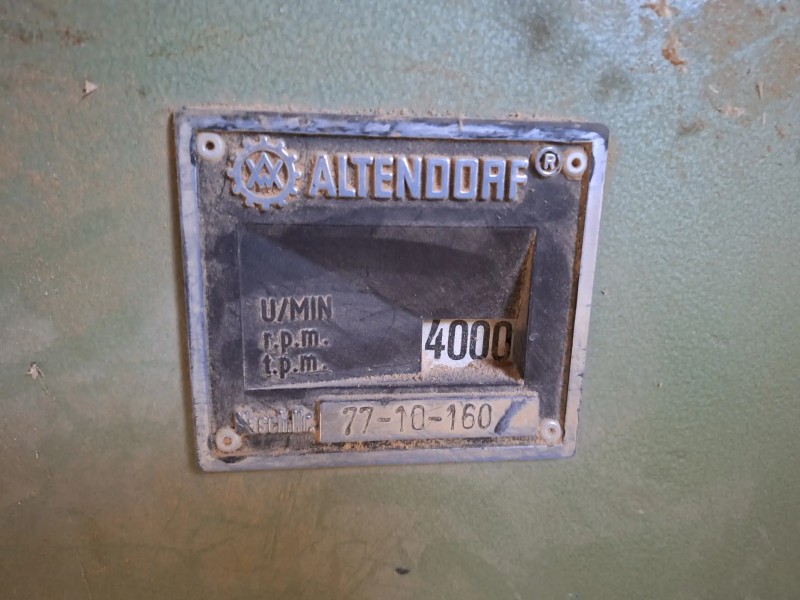 ALTENDORF ®
U/MIN
r.p.m.
t.p.m.
4000
77-10-160